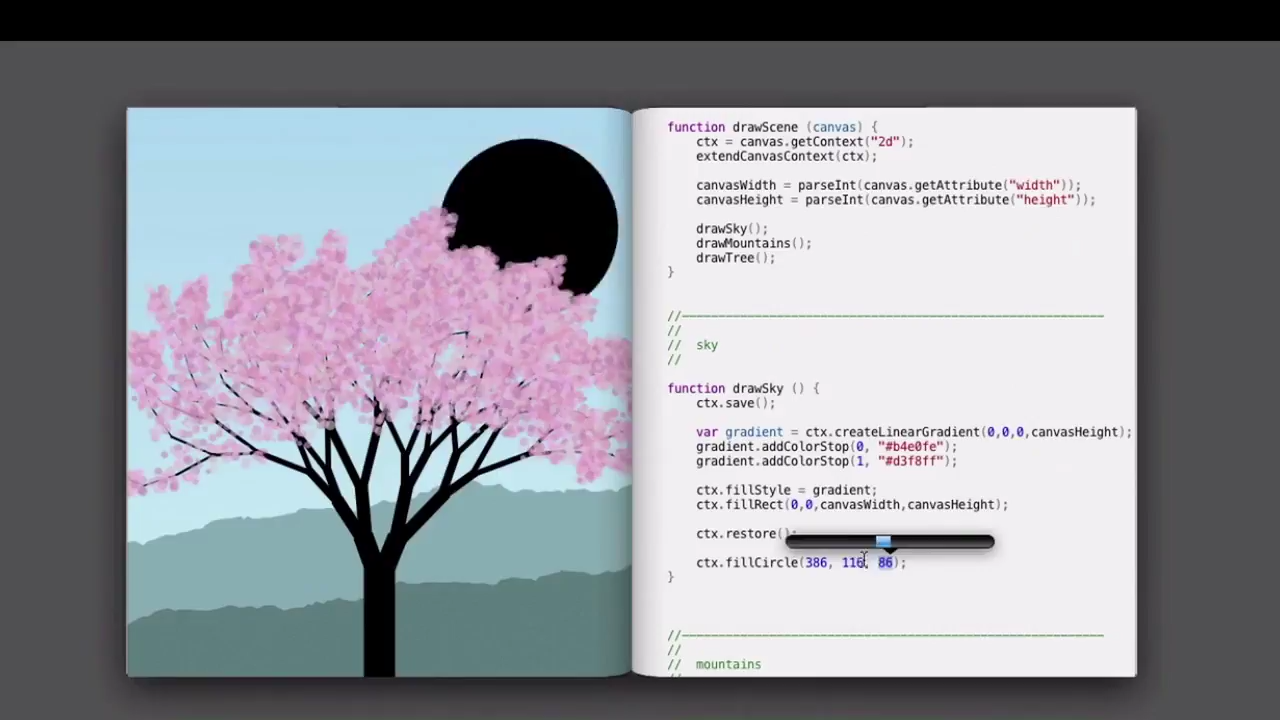 function drawScene (canvas) {
ctx = canvas.getContext("2d");
extendCanvasContext(ctx);
canvasWidth = parseInt(canvas.getAttribute("width"));
canvasHeight = parseInt(canvas.getAttribute("height"));
drawSky();
drawMountains();
drawTree();
}
//
//
// sky
//
function drawSky () {
ctx.save();
var gradient = ctx.createLinearGradient(0,0,0,canvasHeight);
gradient.addColorStop(0, "#b4e0fe");
gradient.addColorStop(1, "#d3f8ff");
ctx.fillStyle = gradient;
ctx.fillRect(0,0,canvasWidth,canvasHeight);
ctx.restore();
ctx.fillCircle(386, 116, 86);
}
//
//
// mountains